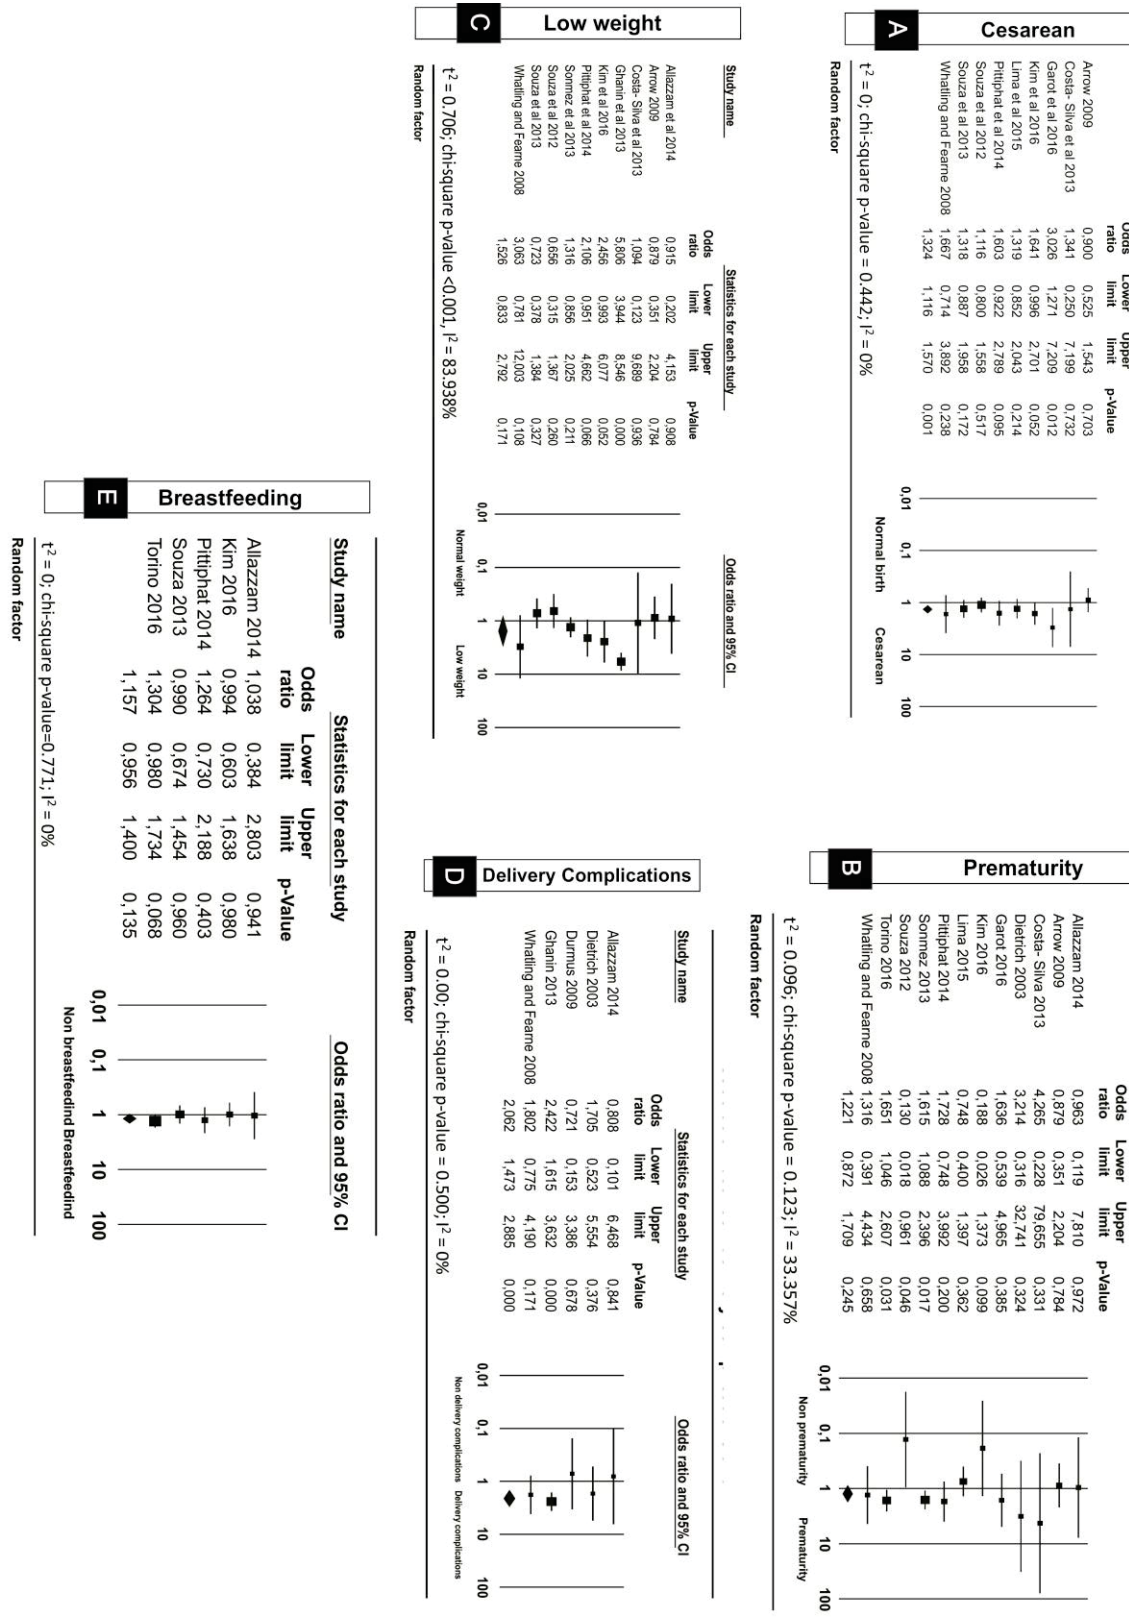 A Cesarean
Odds Lower Upper p-Value
ratio limit limit
Arrow 2009 0,900 0,525 1,543 0,703
Costa- Silva et al 2013 1,341 0,250 7,199 0,732
Garot et al 2016 3,026 1,271 7,209 0,012
Kim et al 2016 1,641 0,996 2,701 0,052
Lima et al 2015 1,319 0,852 2,043 0,214
Pittiphat et al 2014 1,603 0,922 2,789 0,095
Souza et al 2012 1,116 0,800 1,558 0,517
Souza et al 2013 1,318 0,887 1,958 0,172
Whatling and Fearne 2008 1,667 0,714 3,892 0,238
1,324 1,116 1,570 0,001
0,01 0,1 1 10 100
Normal birth Cesarean
t² = 0; chi-square p-value = 0.442; I² = 0%
Random factor
B Prematurity
Odds Lower Upper p-Value
ratio limit limit
Allazzam 2014 0,963 0,119 7,810 0,972
Arrow 2009 0,879 0,351 2,204 0,784
Costa- Silva 2013 4,265 0,228 79,655 0,331
Dietrich 2003 3,214 0,316 32,741 0,324
Garot 2016 1,636 0,539 4,965 0,385
Kim 2016 0,188 0,026 1,373 0,099
Lima 2015 0,748 0,400 1,397 0,362
Pittiphat 2014 1,728 0,748 3,992 0,200
Sonmez 2013 1,615 1,088 2,396 0,017
Souza 2012 0,130 0,018 0,961 0,046
Torino 2016 1,651 1,046 2,607 0,031
Whatling and Fearne 2008 1,316 0,391 4,434 0,658
1,221 0,872 1,709 0,245
0,01 0,1 1 10 100
Non prematurity Prematurity
t² = 0.096; chi-square p-value = 0.123; I² = 33.357%
Random factor
C Low weight
Study name Statistics for each study Odds ratio and 95% CI
Odds Lower Upper p-Value
ratio limit limit
Allazzam et al 2014 0,915 0,202 4,153 0,908
Arrow 2009 0,879 0,351 2,204 0,784
Costa- Silva et al 2013 1,094 0,123 9,689 0,936
Ghanin et al 2013 5,806 3,944 8,546 0,000
Kim et al 2016 2,456 0,993 6,077 0,052
Pittiphat et al 2014 2,106 0,951 4,662 0,066
Sonmez et al 2013 1,316 0,856 2,025 0,211
Souza et al 2012 0,656 0,315 1,367 0,260
Souza et al 2013 0,723 0,378 1,384 0,327
Whatling and Fearne 2008 3,063 0,781 12,003 0,108
1,526 0,833 2,792 0,171
0,01 0,1 1 10 100
Normal weight Low weight
t² = 0.706; chi-square p-value <0.001, I² = 83.938%
Random factor
D Delivery Complications
Study name Statistics for each study Odds ratio and 95% CI
Odds Lower Upper p-Value
ratio limit limit
Allazzam 2014 0,808 0,101 6,468 0,841
Dietrich 2003 1,705 0,523 5,554 0,376
Durmus 2009 0,721 0,153 3,386 0,678
Ghanin 2013 2,422 1,615 3,632 0,000
Whatling and Fearne 2008 1,802 0,775 4,190 0,171
2,062 1,473 2,885 0,000
0,01 0,1 1 10 100
Non delivery complications Delivery complications
t² = 0.00; chi-square p-value = 0.500; I² = 0%
Random factor
E Breastfeeding
Study name Statistics for each study Odds ratio and 95% CI
Odds Lower Upper p-Value
ratio limit limit
Allazzam 2014 1,038 0,384 2,803 0,941
Kim 2016 0,994 0,603 1,638 0,980
Pittiphat 2014 1,264 0,730 2,188 0,403
Souza 2013 0,990 0,674 1,454 0,960
Torino 2016 1,304 0,980 1,734 0,068
1,157 0,956 1,400 0,135
0,01 0,1 1 10 100
Non breastfeedind Breastfeedind
t² = 0; chi-square p-value=0.771; I² = 0%
Random factor